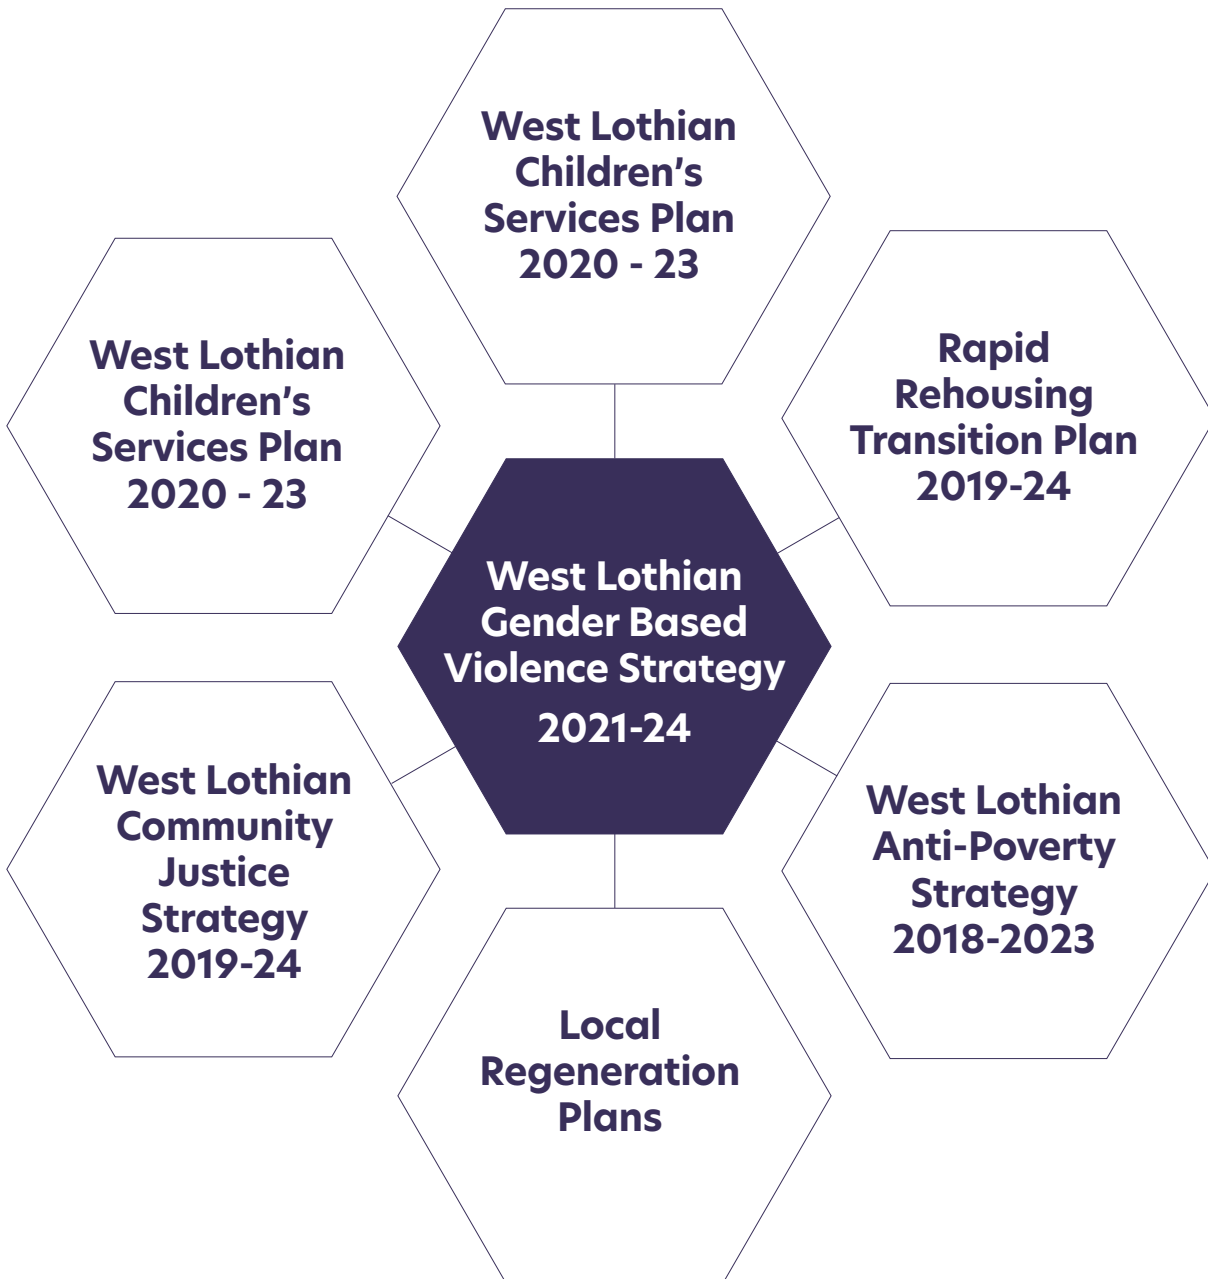 West Lothian
Children's
Services Plan
2020 - 23
West Lothian
Children's
Services Plan
2020 - 23
Rapid
Rehousing
Transition Plan
2019-24
West Lothian
Gender Based
Violence Strategy
2021-24
West Lothian
Community
Justice
Strategy
2019-24
West Lothian
Anti-Poverty
Strategy
2018-2023
Local
Regeneration
Plans